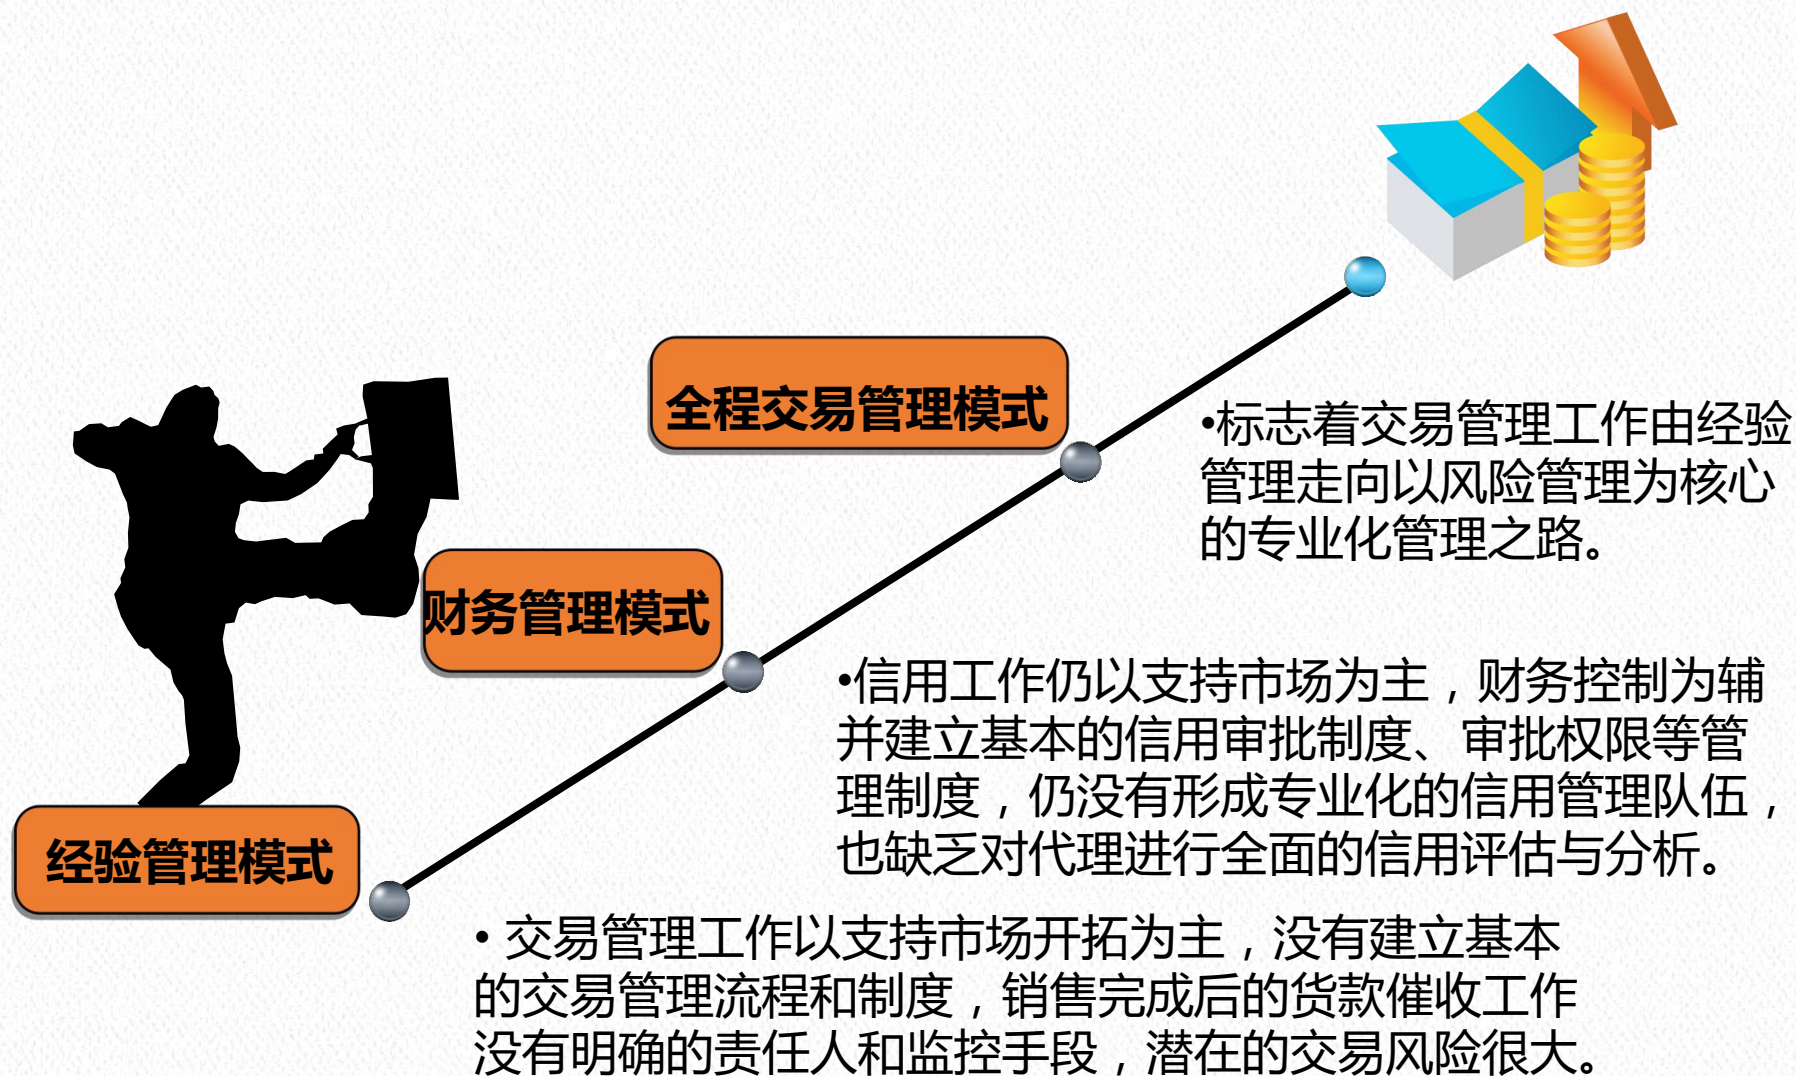 全程交易管理模式
•标志着交易管理工作由经验
管理走向以风险管理为核心
的专业化管理之路。
财务管理模式
•信用工作仍以支持市场为主，财务控制为辅
并建立基本的信用审批制度、审批权限等管
理制度，仍没有形成专业化的信用管理队伍，
也缺乏对代理进行全面的信用评估与分析。
经验管理模式
• 交易管理工作以支持市场开拓为主，没有建立基本
的交易管理流程和制度，销售完成后的货款催收工作
没有明确的责任人和监控手段，潜在的交易风险很大。